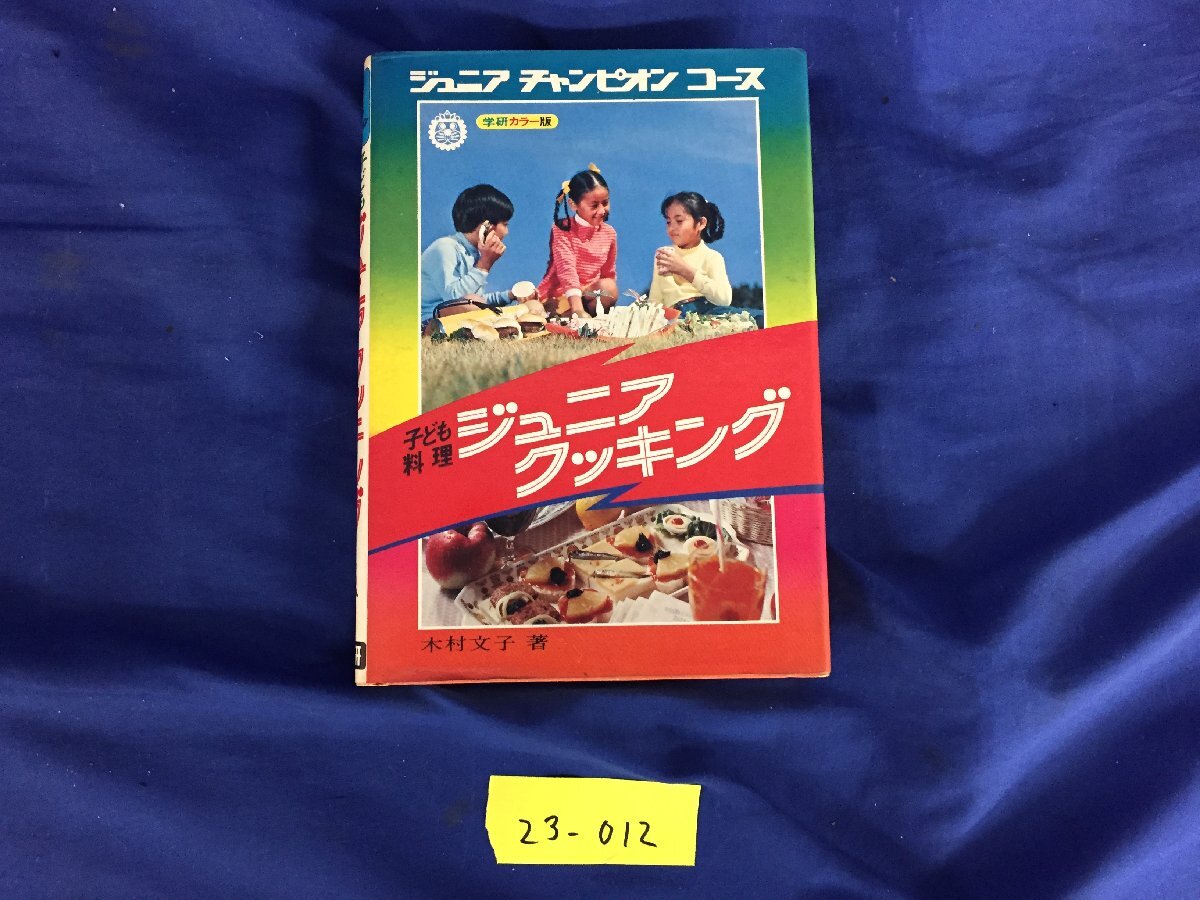 ジュニア チャンピオン コース
学研カラー版
子ども
料理
ジュニア
クッキング
木村文子 著
23-012